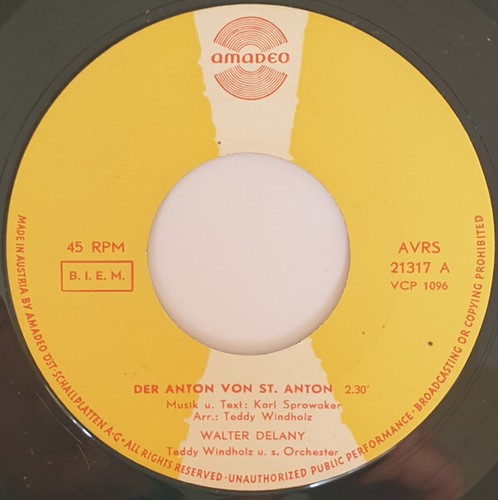 amadeo
45 RPM
B. I. E. M.
AVRS
21317 A
VCP 1096
DER ANTON VON ST. ANTON 2.30'
Musik u. Text: Karl Sprowaker
Arr.: Teddy Windholz
WALTER DELANY
Teddy Windholz u. s. Orchester
MADE IN AUSTRIA BY AMADEO ÖST. SCHALLPLATTEN A·G · ALL RIGHTS RESERVED · UNAUTHORIZED PUBLIC PERFORMANCE · BROADCASTING OR COPYING PROHIBITED